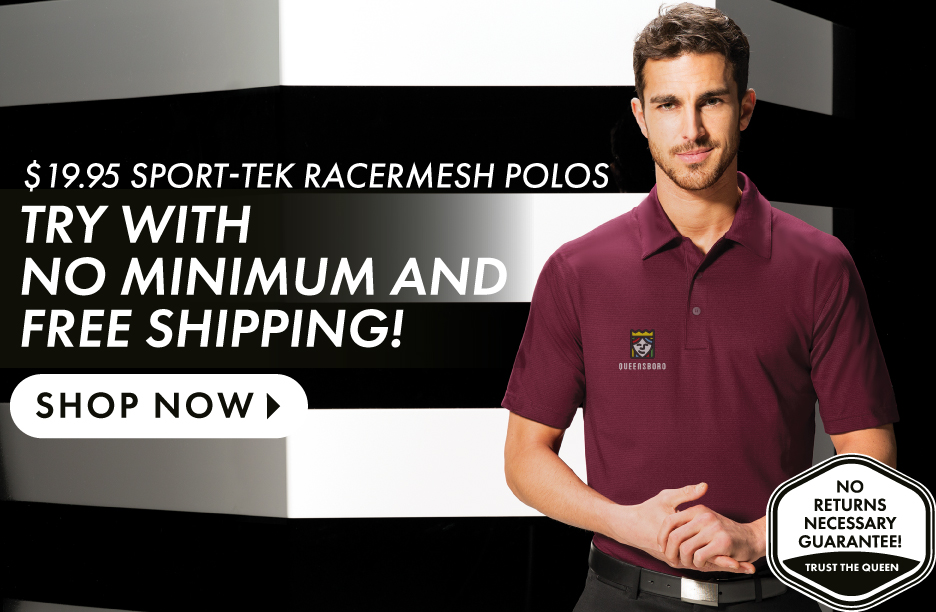 $19.95 SPORT-TEK RACERMESH POLOS
TRY WITH
NO MINIMUM AND
FREE SHIPPING!
SHOP NOW
QUEENSBORO
NO
RETURNS
NECESSARY
GUARANTEE!
TRUST THE QUEEN